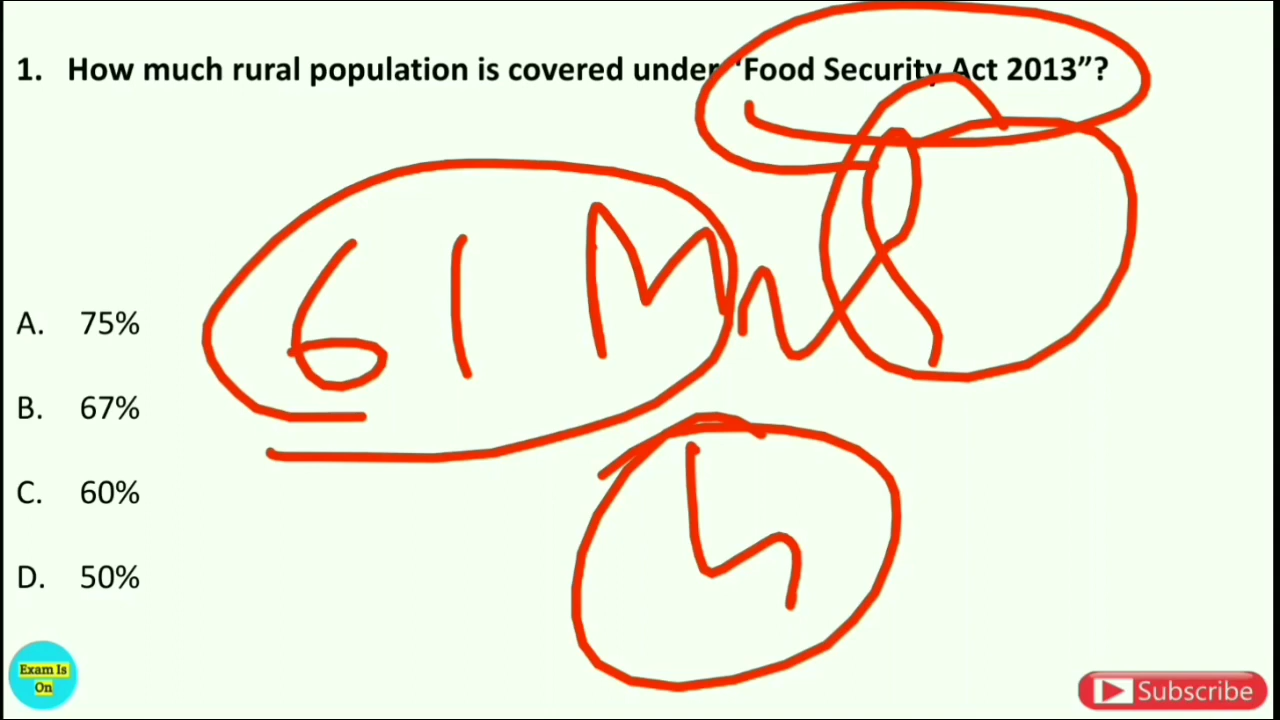 1. How much rural population is covered under “Food Security Act 2013”?
61 M
A. 75%
B. 67%
C. 60%
D. 50%
Exam Is
On
Subscribe